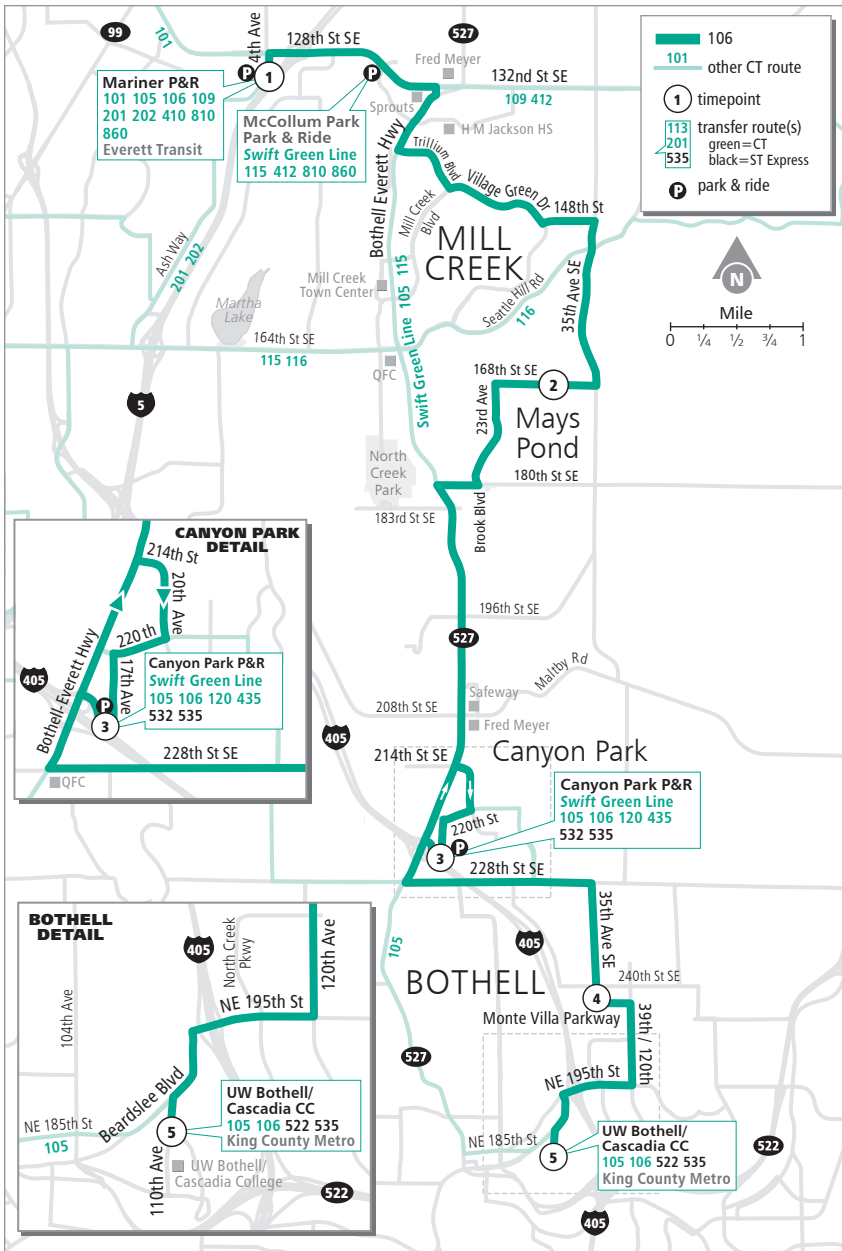 99
101
4th Ave
128th St SE
527
Fred Meyer
132nd St SE
109 412
Sprouts
H M Jackson HS
P
1
P
Mariner P&R
101 105 106 109
201 202 410 810
860
Everett Transit
McCollum Park
Park & Ride
Swift Green Line
115 412 810 860
106
101
other CT route
1
timepoint
113
201
535
transfer route(s)
green=CT
black=ST Express
P
park & ride
N
Mile
0 ¼ ½ ¾ 1
Bothell Everett Hwy
Trillium Blvd
Village Green Dr
148th St
Mill Creek
Blvd
MILL
CREEK
35th Ave SE
Seattle Hill Rd
116
Ash Way
201 202
Martha
Lake
Mill Creek
Town Center
Swift Green Line 105 115
164th St SE
115 116
QFC
5
168th St SE
2
23rd Ave
Mays
Pond
North
Creek
Park
180th St SE
183rd St SE
Brook Blvd
196th St SE
527
Maltby Rd
Safeway
208th St SE
Fred Meyer
405
214th St SE
Canyon Park
220th St
P
3
Canyon Park P&R
Swift Green Line
105 106 120 435
532 535
228th St SE
35th Ave SE
105
405
BOTHELL
240th St SE
4
Monte Villa Parkway
39th / 120th
527
NE 195th St
NE 185th St
5
UW Bothell/
Cascadia CC
105 106 522 535
King County Metro
522
405
CANYON PARK
DETAIL
214th St
20th Ave
220 th
17th Ave
Bothell-Everett Hwy
405
P
3
Canyon Park P&R
Swift Green Line
105 106 120 435
532 535
228th St SE
QFC
BOTHELL
DETAIL
405
North Creek
Pkwy
120th Ave
104th Ave
NE 195th St
Beardslee Blvd
NE 185th St
105
5
110th Ave
UW Bothell/
Cascadia CC
105 106 522 535
King County Metro
UW Bothell/
Cascadia College
522